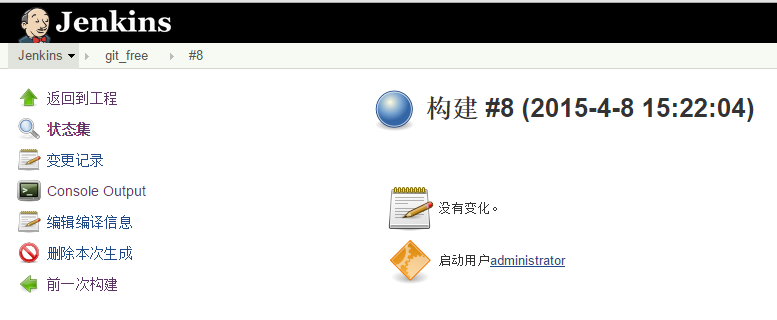 Jenkins
Jenkins git_free #8
返回到工程
状态集
变更记录
Console Output
编辑编译信息
删除本次生成
前一次构建
构建 #8 (2015-4-8 15:22:04)
没有变化。
启动用户administrator